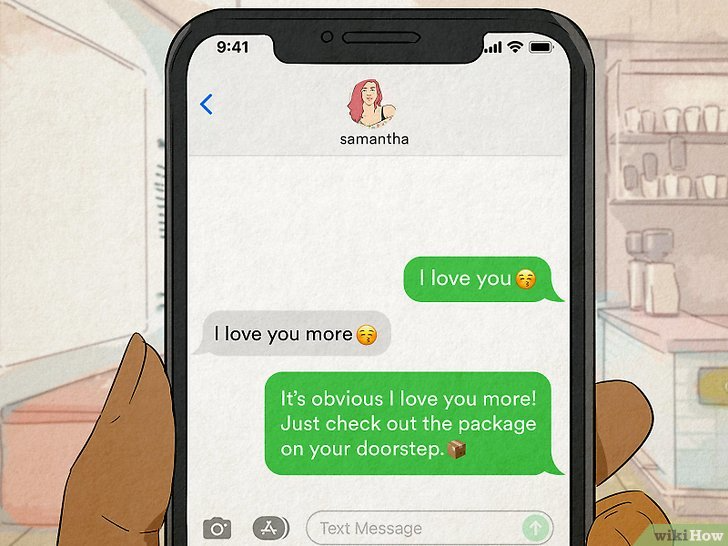 9:41
samantha
I love you😚
I love you more😚
It's obvious I love you more!
Just check out the package
on your doorstep.📦
Text Message
wikiHow